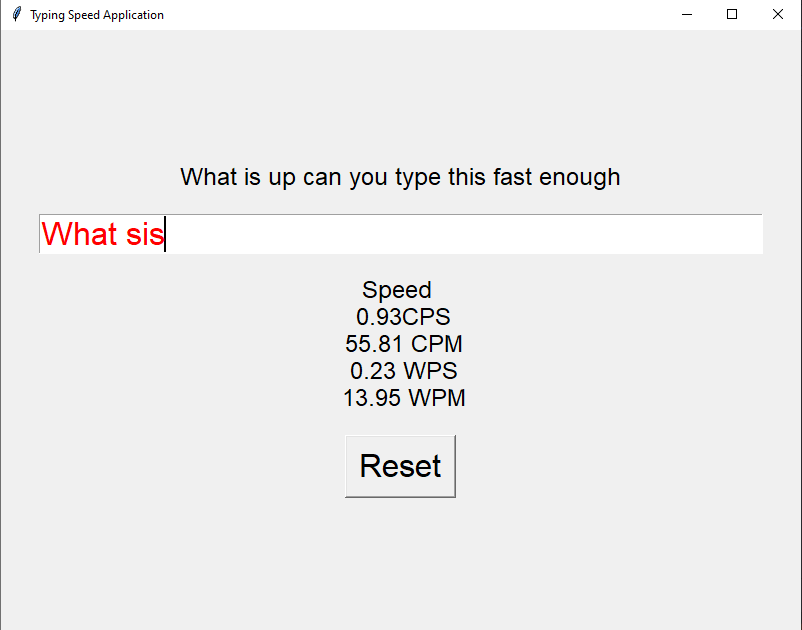 Typing Speed Application
What is up can you type this fast enough
What sis
Speed
0.93CPS
55.81 CPM
0.23 WPS
13.95 WPM
Reset